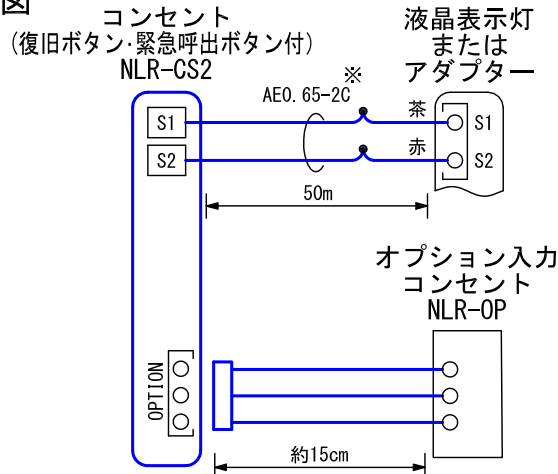 図
コンセント
(復旧ボタン･緊急呼出ボタン付)
NLR-CS2
液晶表示灯
または
アダプター
※
AE0.65-2C
茶
S1
S1
赤
S2
S2
50m
オプション入力
コンセント
NLR-OP
OPTION
約15cm